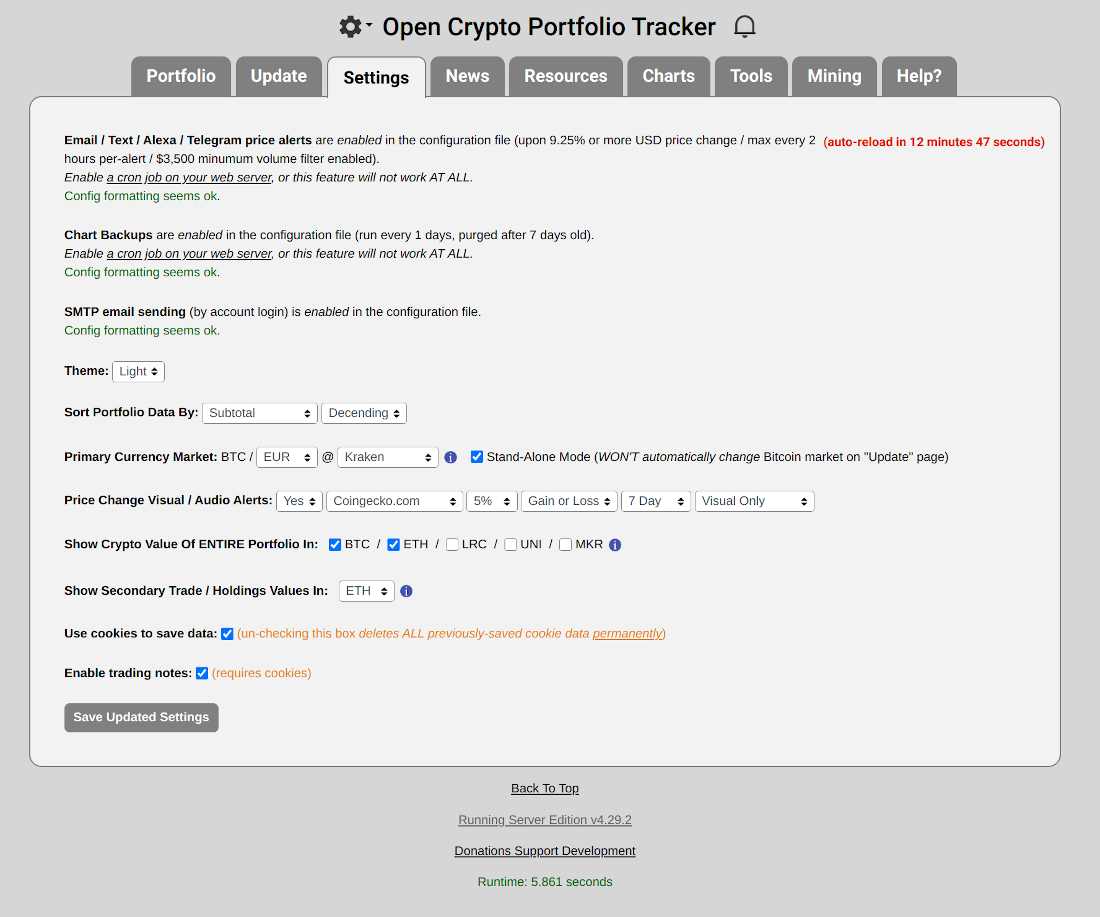 Open Crypto Portfolio Tracker
Portfolio Update Settings News Resources Charts Tools Mining Help?
Email / Text / Alexa / Telegram price alerts are enabled in the configuration file (upon 9.25% or more USD price change / max every 2 (auto-reload in 12 minutes 47 seconds)
hours per-alert / $3,500 minumum volume filter enabled).
Enable a cron job on your web server, or this feature will not work AT ALL.
Config formatting seems ok.
Chart Backups are enabled in the configuration file (run every 1 days, purged after 7 days old).
Enable a cron job on your web server, or this feature will not work AT ALL.
Config formatting seems ok.
SMTP email sending (by account login) is enabled in the configuration file.
Config formatting seems ok.
Theme: Light
Sort Portfolio Data By: Subtotal Decending
Primary Currency Market: BTC / EUR @ Kraken i Stand-Alone Mode (WON'T automatically change Bitcoin market on "Update" page)
Price Change Visual / Audio Alerts: Yes Coingecko.com 5% Gain or Loss 7 Day Visual Only
Show Crypto Value Of ENTIRE Portfolio In: BTC / ETH / LRC / UNI / MKR i
Show Secondary Trade / Holdings Values In: ETH i
Use cookies to save data: (un-checking this box deletes ALL previously-saved cookie data permanently)
Enable trading notes: (requires cookies)
Save Updated Settings
Back To Top
Running Server Edition v4.29.2
Donations Support Development
Runtime: 5.861 seconds